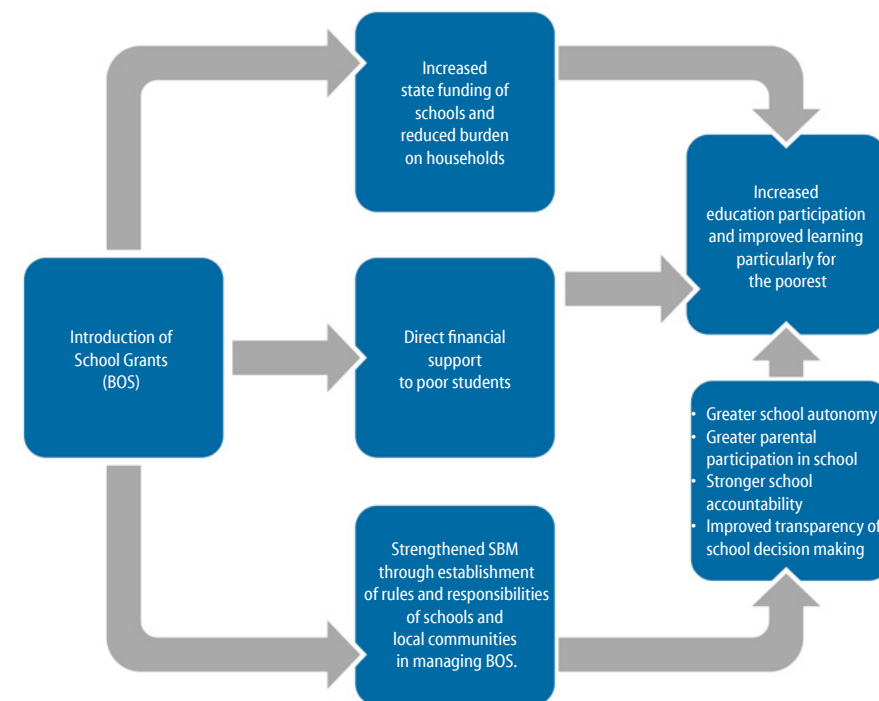 Increased
state funding of
schools and
reduced burden
on households
Increased
education participation
and improved learning
particularly for
the poorest
Introduction of
School Grants
(BOS)
Direct financial
support
to poor students
• Greater school autonomy
• Greater parental
participation in school
• Stronger school
accountability
• Improved transparency of
school decision making
Strengthened SBM
through establishment
of rules and responsibilities
of schools and
local communities
in managing BOS.